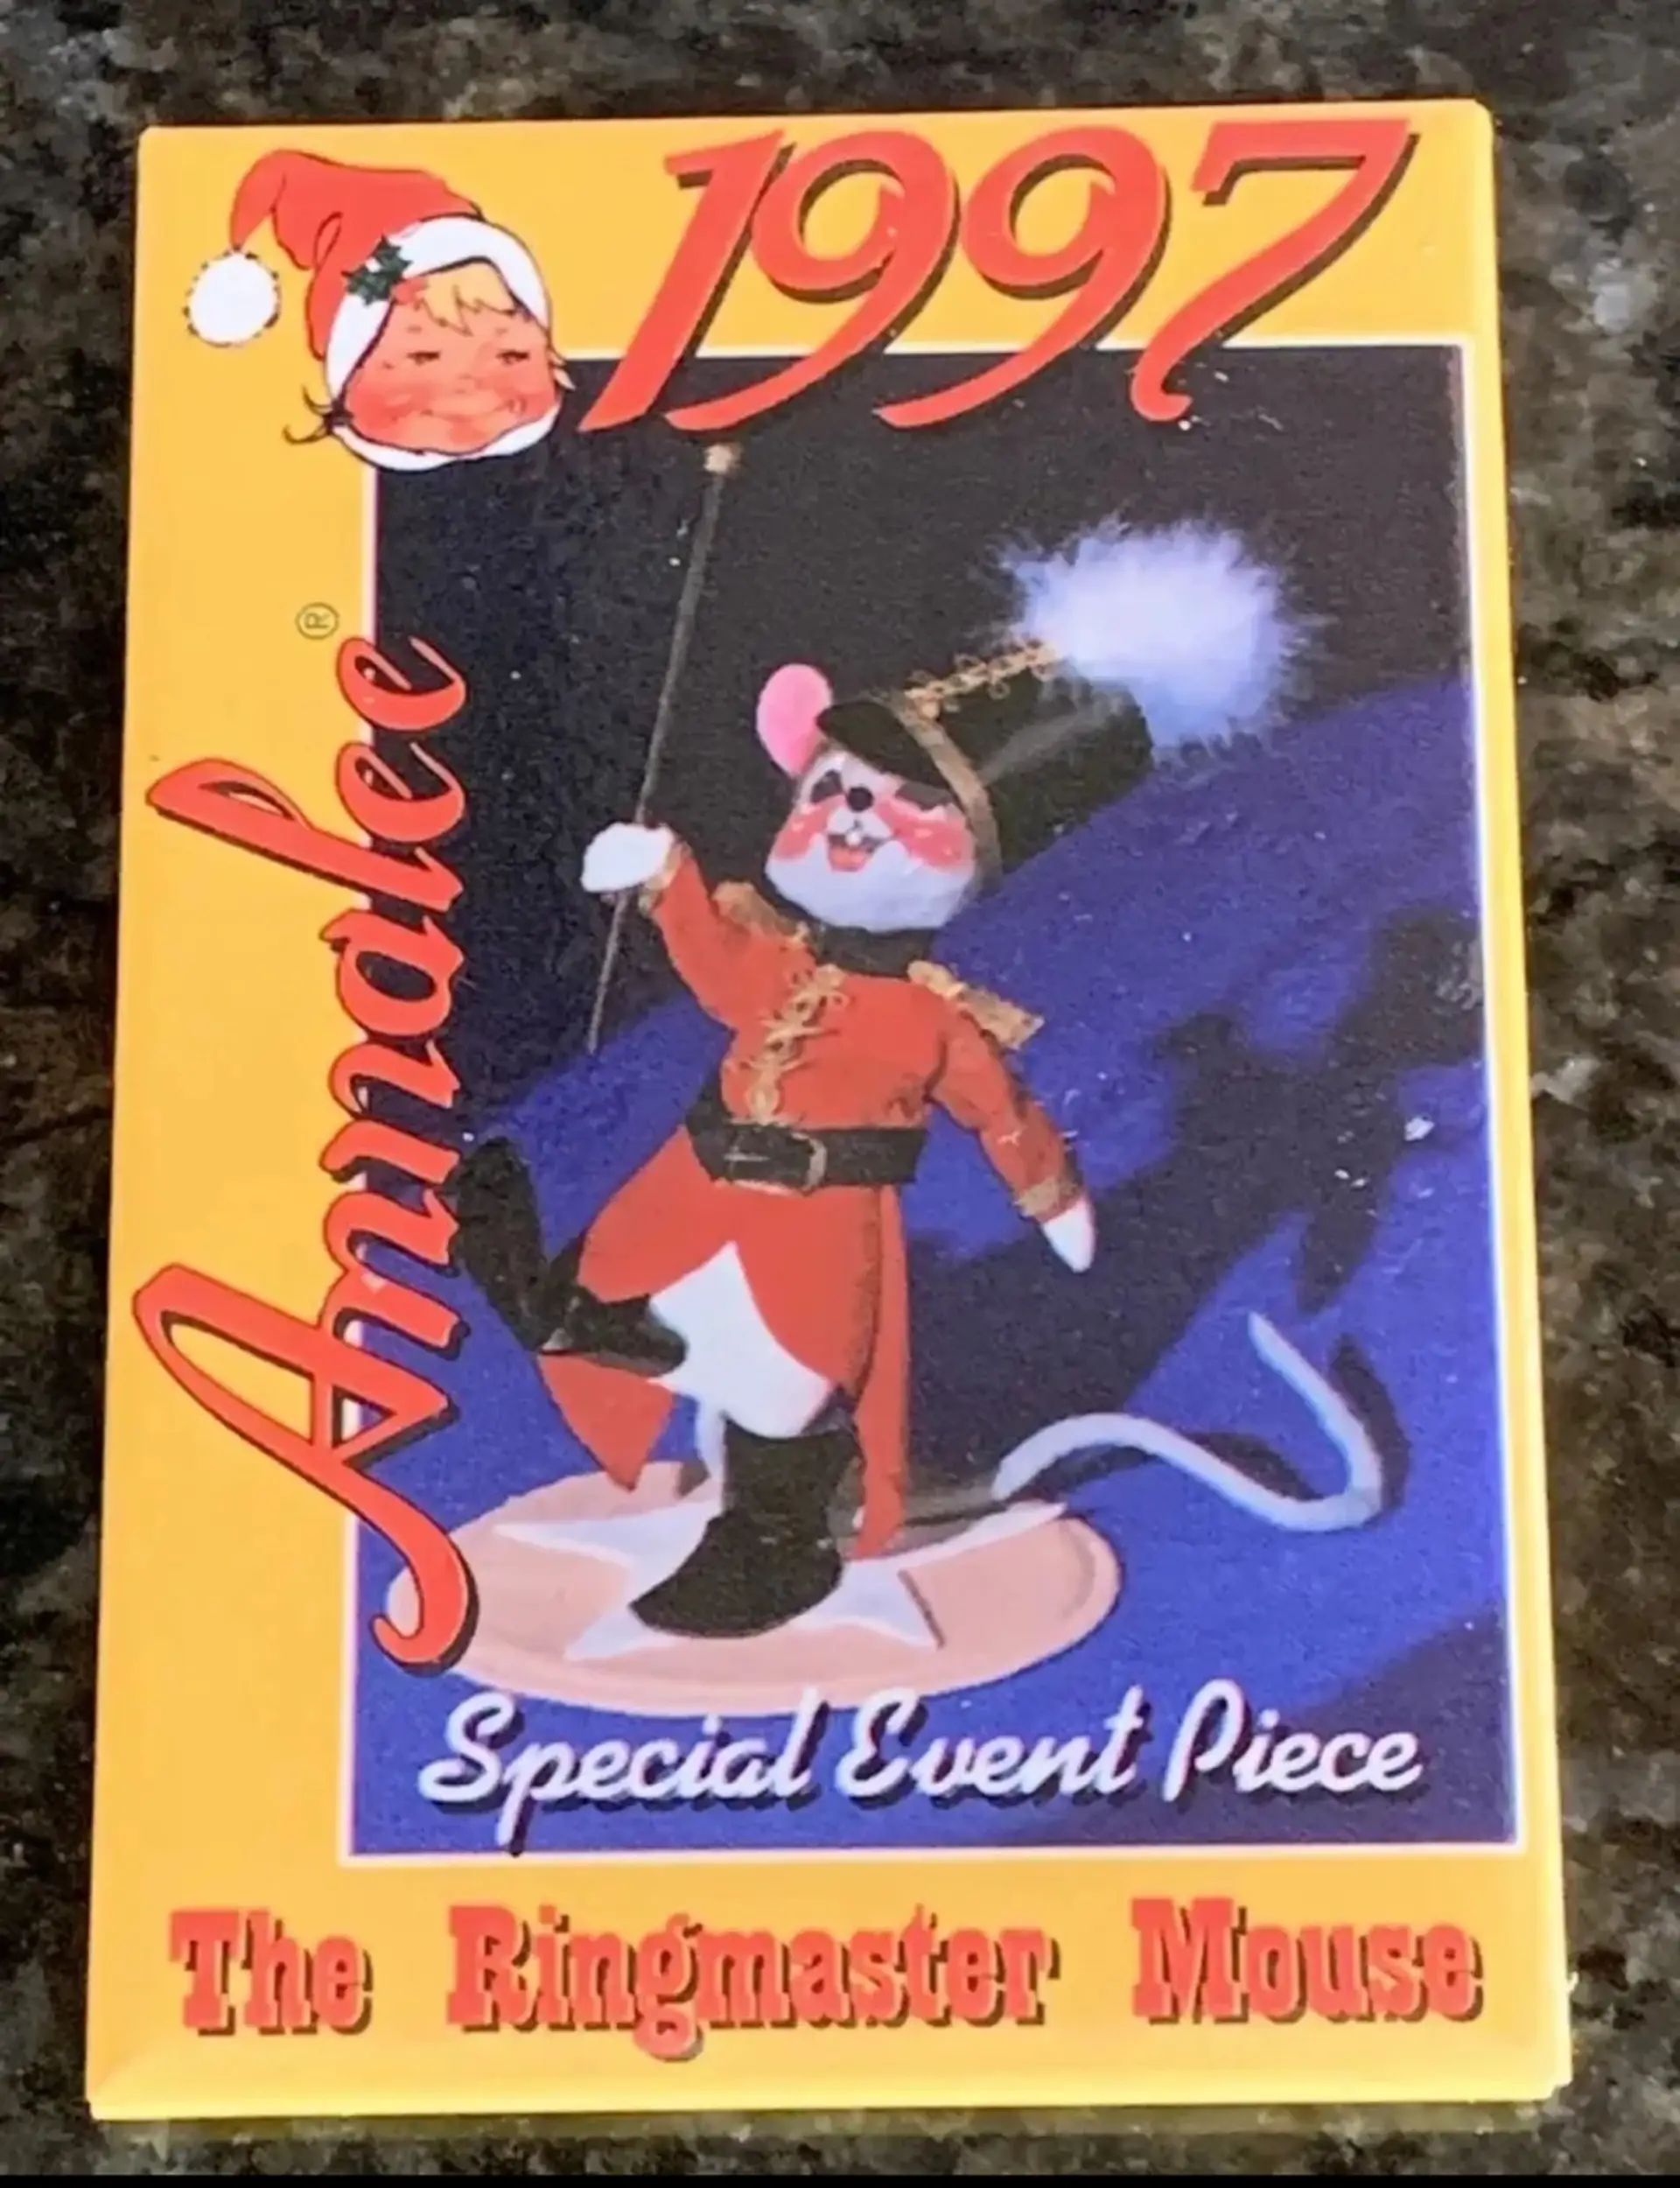 1997
Annalee®
Special Event Piece
The Ringmaster Mouse